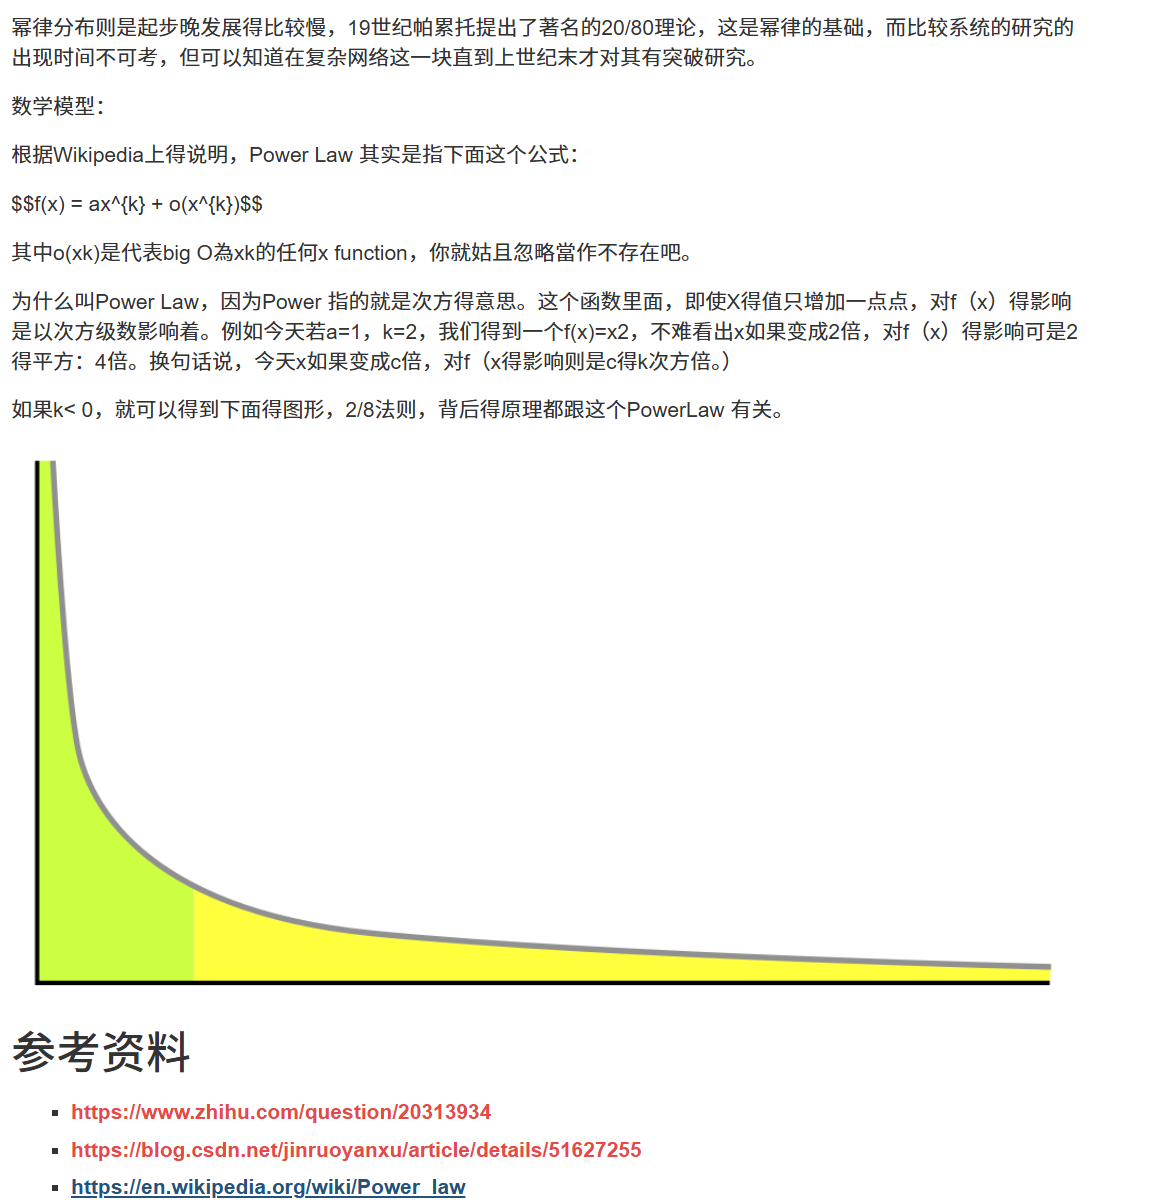 幂律分布则是起步晚发展得比较慢，19世纪帕累托提出了著名的20/80理论，这是幂律的基础，而比较系统的研究的
出现时间不可考，但可以知道在复杂网络这一块直到上世纪末才对其有突破研究。
数学模型：
根据Wikipedia上得说明，Power Law 其实是指下面这个公式：
$$f(x) = ax^{k} + o(x^{k})$$
其中o(xk)是代表big O為xk的任何x function，你就姑且忽略當作不存在吧。
为什么叫Power Law，因为Power 指的就是次方得意思。这个函数里面，即使X得值只增加一点点，对f（x）得影响
是以次方级数影响着。例如今天若a=1，k=2，我们得到一个f(x)=x2，不难看出x如果变成2倍，对f（x）得影响可是2
得平方：4倍。换句话说，今天x如果变成c倍，对f（x得影响则是c得k次方倍。）
如果k< 0，就可以得到下面得图形，2/8法则，背后得原理都跟这个PowerLaw 有关。
参考资料
https://www.zhihu.com/question/20313934
https://blog.csdn.net/jinruoyanxu/article/details/51627255
https://en.wikipedia.org/wiki/Power_law